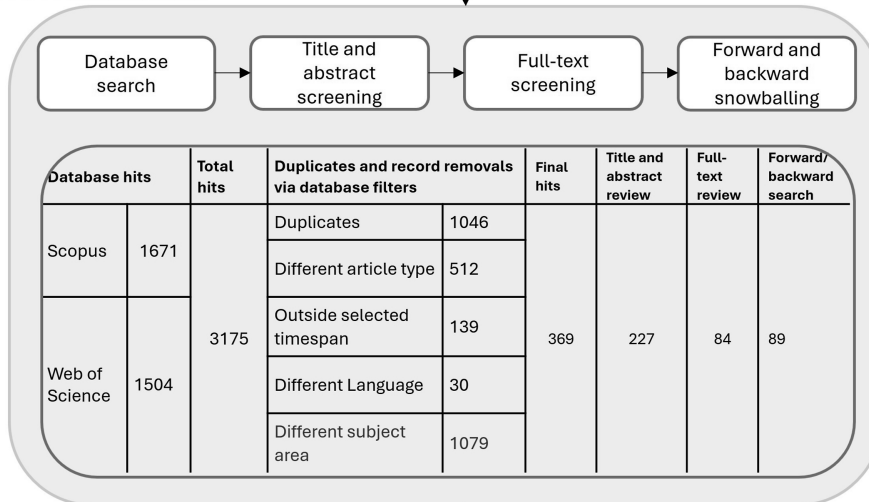 Database
search
Title and
abstract
screening
Full-text
screening
Forward and
backward
snowballing
Database hits
Total
hits
Duplicates and record removals
via database filters
Final
hits
Title and
abstract
review
Full-
text
review
Forward/
backward
search
Scopus
1671
Web of
Science
1504
3175
Duplicates
1046
Different article type
512
Outside selected
timespan
139
Different Language
30
Different subject
area
1079
369
227
84
89